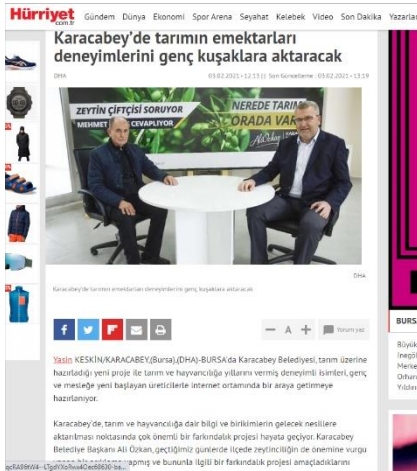 Hürriyet
.com.tr
Gündem Dünya Ekonomi Spor Arena Seyahat Kelebek Video Son Dakika Yazarlar
Karacabey’de tarımın emektarları
deneyimlerini genç kuşaklara aktaracak
DHA
03.02.2021 - 12:13 | Son Güncelleme : 03.02.2021 - 13:19
ZEYTİN ÇİFTÇİSİ SORUYOR
MEHMET
CEVAPLIYOR
NEREDE TARIM
ORADA VAR
Ali Özkan
DHA
Karacabey’de tarımın emektarları deneyimlerini genç kuşaklara aktaracak
A
Yorum yaz
Yasin KESKİN/KARACABEY,(Bursa),(DHA)-BURSA’da Karacabey Belediyesi, tarım üzerine
hazırladığı yeni proje ile tarım ve hayvancılığa yıllarını vermiş deneyimli isimleri, genç
ve mesleğe yeni başlayan üreticilerle internet ortamında bir araya getirmeye
hazırlanıyor.
Karacabey’de, tarım ve hayvancılığa dair bilgi ve birikimlerin gelecek nesillere
aktarılması noktasında çok önemli bir farkındalık projesi hayata geçiyor. Karacabey
Belediye Başkanı Ali Özkan, geçtiğimiz günlerde ilçede zeytinciliğin de önemine vurgu
yapmış ve bununla ilgili bir farkındalık projesi amaçladıklarını
BURS
Büyük
İnegöl
Merke
Orhan
Yıldırı